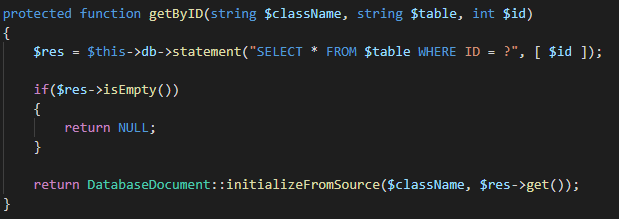 protected function getByID(string $className, string $table, int $id)
{
    $res = $this->db->statement("SELECT * FROM $table WHERE ID = ?", [ $id ]);

    if($res->isEmpty())
    {
        return NULL;
    }

    return DatabaseDocument::initializeFromSource($className, $res->get());
}